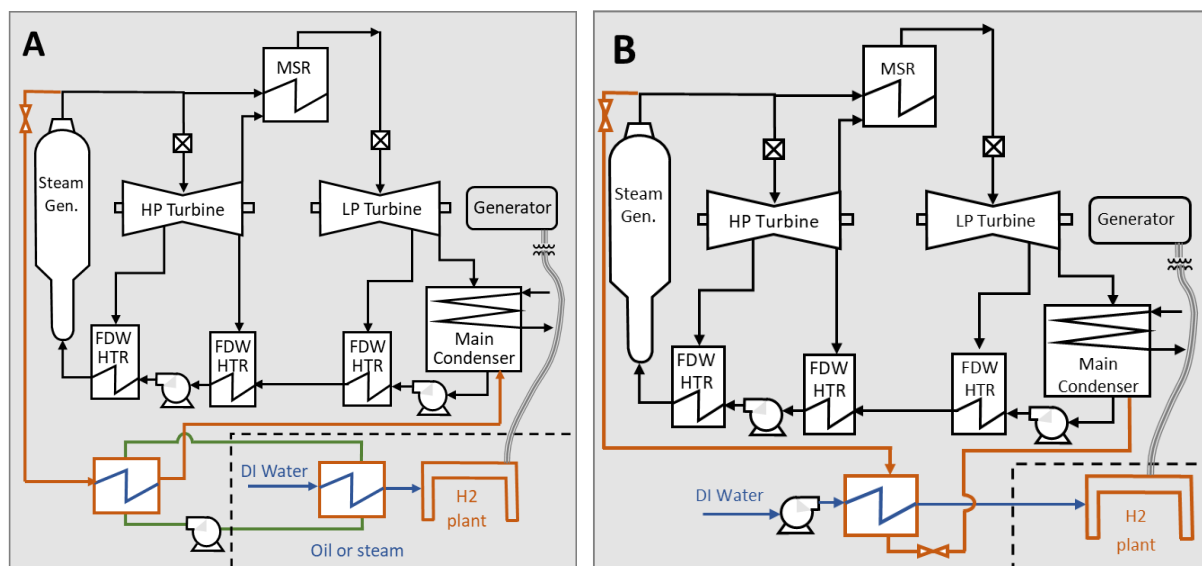 A
MSR
Steam
Gen.
HP Turbine
LP Turbine
Generator
FDW
HTR
FDW
HTR
FDW
HTR
Main
Condenser
DI Water
H2
plant
Oil or steam
B
MSR
Steam
Gen.
HP Turbine
LP Turbine
Generator
FDW
HTR
FDW
HTR
FDW
HTR
Main
Condenser
DI Water
H2
plant